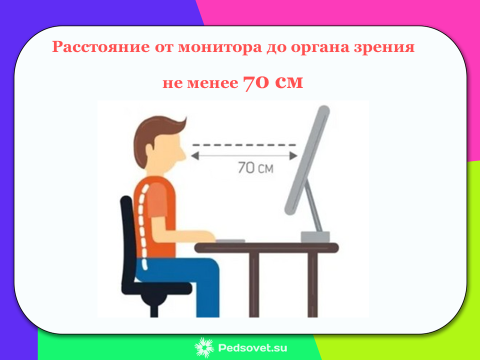 Расстояние от монитора до органа зрения
не менее 70 см
70 СМ
Pedsovet.su